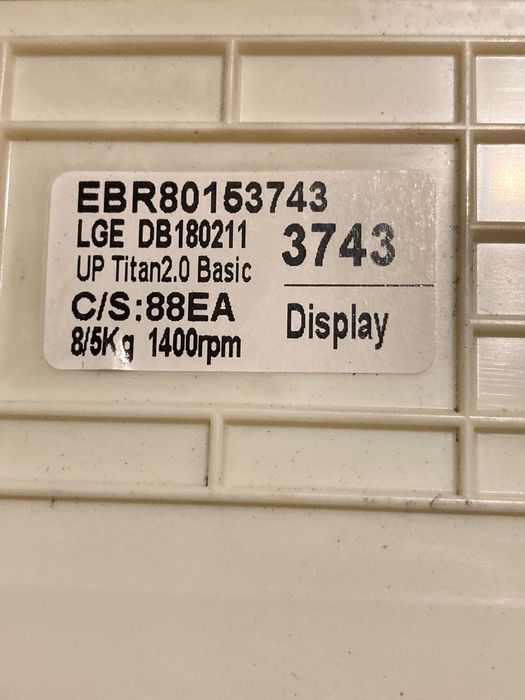 EBR80153743
LGE DB180211
3743
UP Titan2.0 Basic
C/S:88EA
Display
8/5Kg 1400rpm